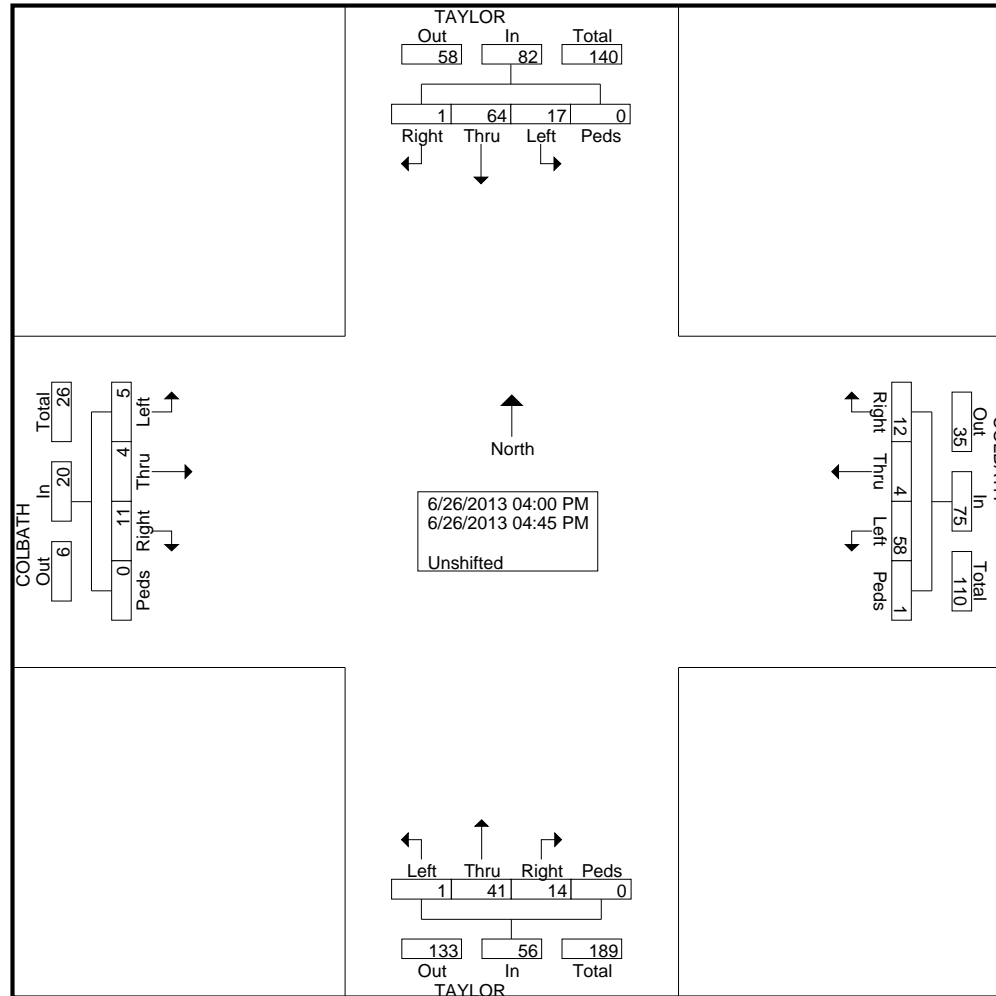 TAYLOR
Out In Total
58 82 140
1 64 17 0
Right Thru Left Peds
COLBATH
Total In Out
26 20 6
5 4 11 0
Left Thru Right Peds
North
6/26/2013 04:00 PM
6/26/2013 04:45 PM
Unshifted
Right Thru Left Peds
12 4 58 1
Out In Total
35 75 110
Left Thru Right Peds
1 41 14 0
133 56 189
Out In Total
TAYLOR